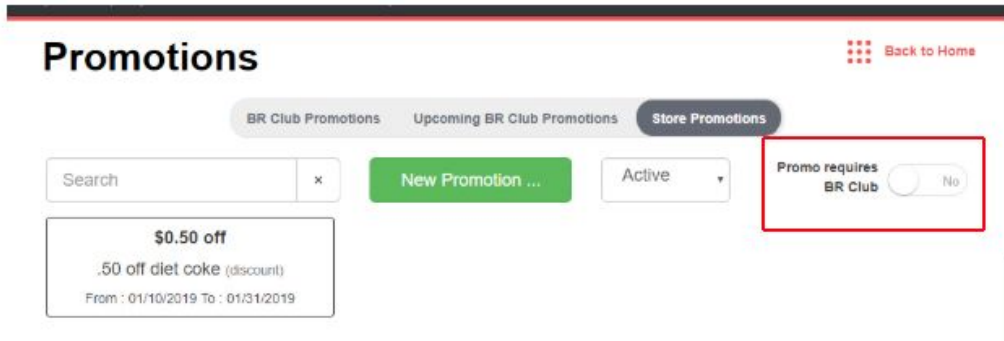 Promotions
Back to Home
BR Club Promotions Upcoming BR Club Promotions Store Promotions
Search × New Promotion ... Active
Promo requires
BR Club No
$0.50 off
.50 off diet coke (discount)
From : 01/10/2019 To : 01/31/2019